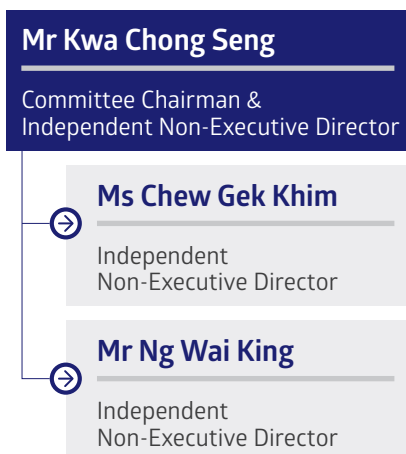 Mr Kwa Chong Seng
Committee Chairman &
Independent Non-Executive Director
Ms Chew Gek Khim
Independent
Non-Executive Director
Mr Ng Wai King
Independent
Non-Executive Director